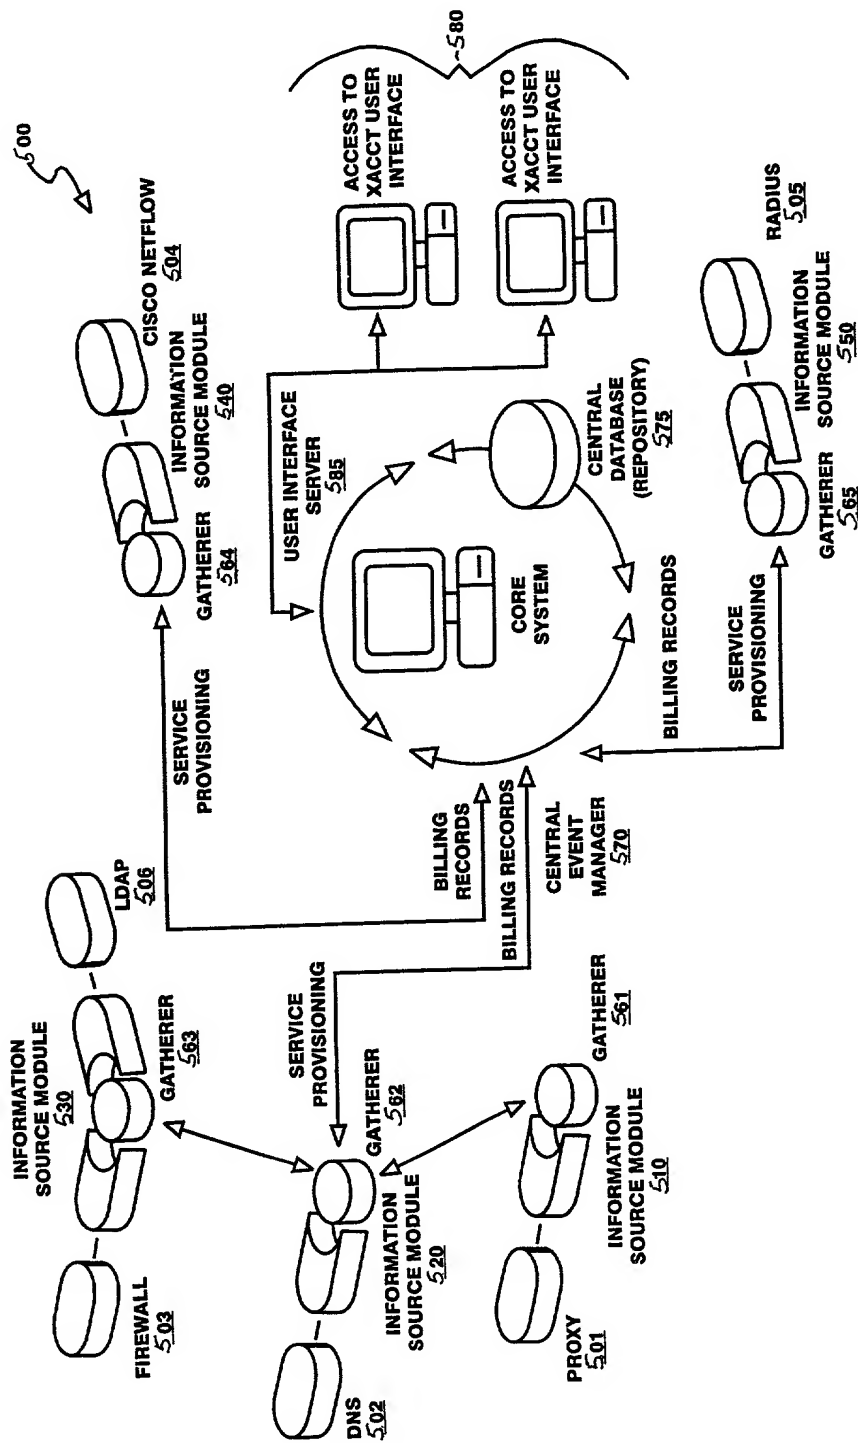 500
CISCO NETFLOW
504
INFORMATION
SOURCE MODULE
540
GATHERER
564
SERVICE
PROVISIONING
LDAP
506
INFORMATION
SOURCE MODULE
530
GATHERER
563
FIREWALL
503
580
ACCESS TO
XACCT USER
INTERFACE
ACCESS TO
XACCT USER
INTERFACE
USER INTERFACE
SERVER
585
CORE
SYSTEM
CENTRAL
DATABASE
(REPOSITORY)
575
BILLING
RECORDS
BILLING RECORDS
CENTRAL
EVENT
MANAGER
570
SERVICE
PROVISIONING
GATHERER
562
INFORMATION
SOURCE MODULE
520
DNS
502
GATHERER
561
INFORMATION
SOURCE MODULE
510
PROXY
501
BILLING RECORDS
SERVICE
PROVISIONING
GATHERER
565
INFORMATION
SOURCE MODULE
550
RADIUS
505